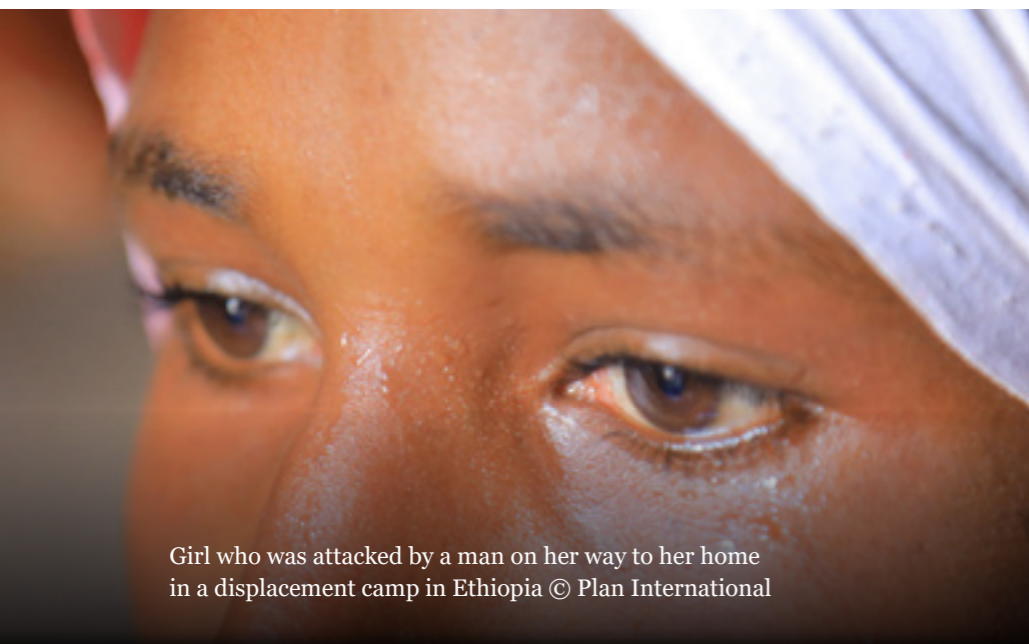 Girl who was attacked by a man on her way to her home
in a displacement camp in Ethiopia © Plan International